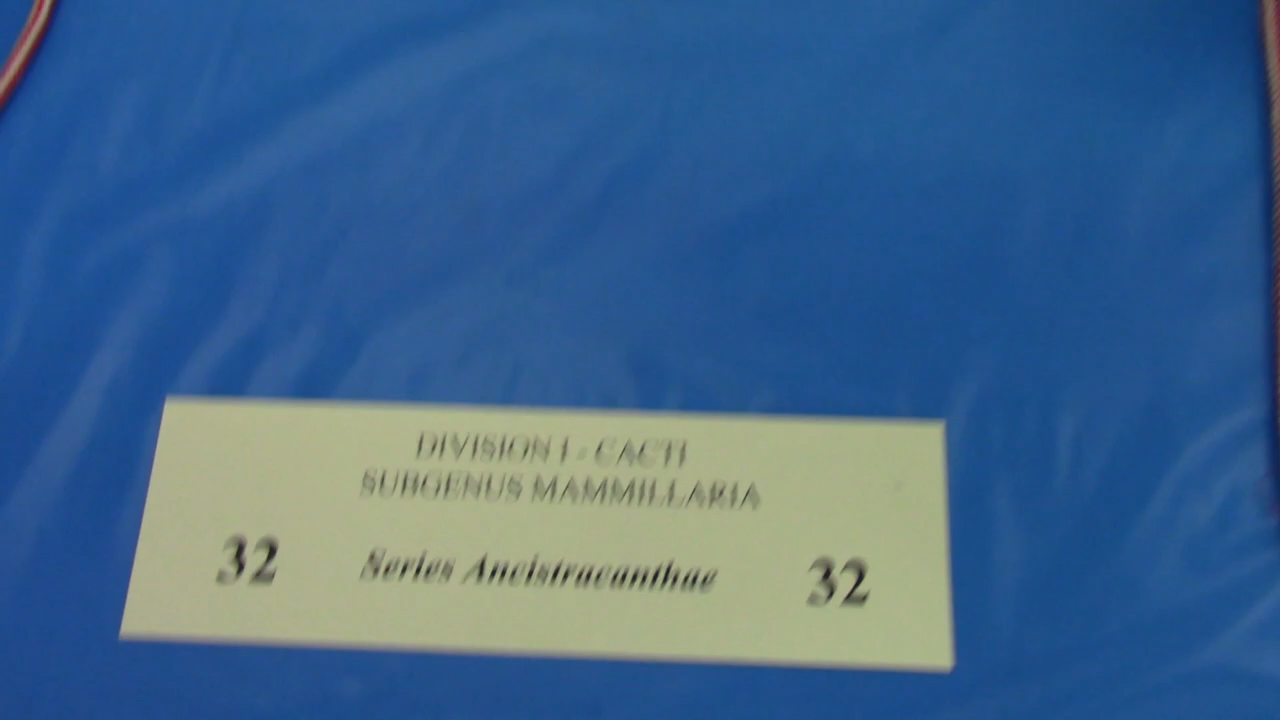 DIVISION I - CACTI
SUBGENUS MAMMILLARIA
32 Series Ancistracanthae 32